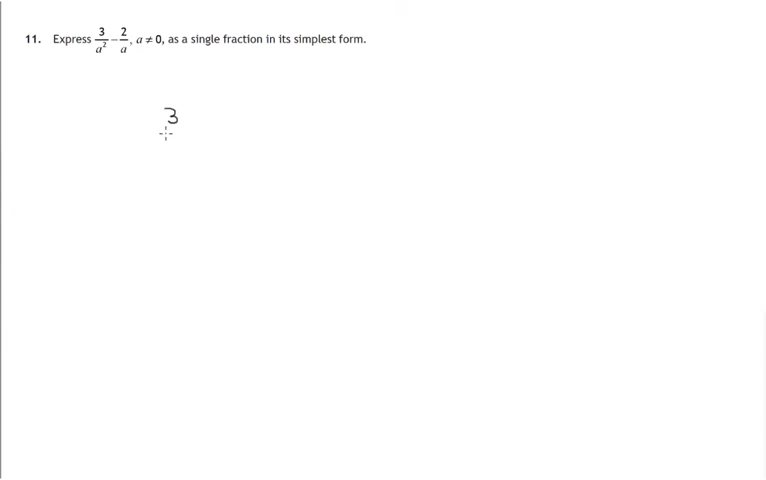 11. Express 3/a² − 2/a, a ≠ 0, as a single fraction in its simplest form.
3